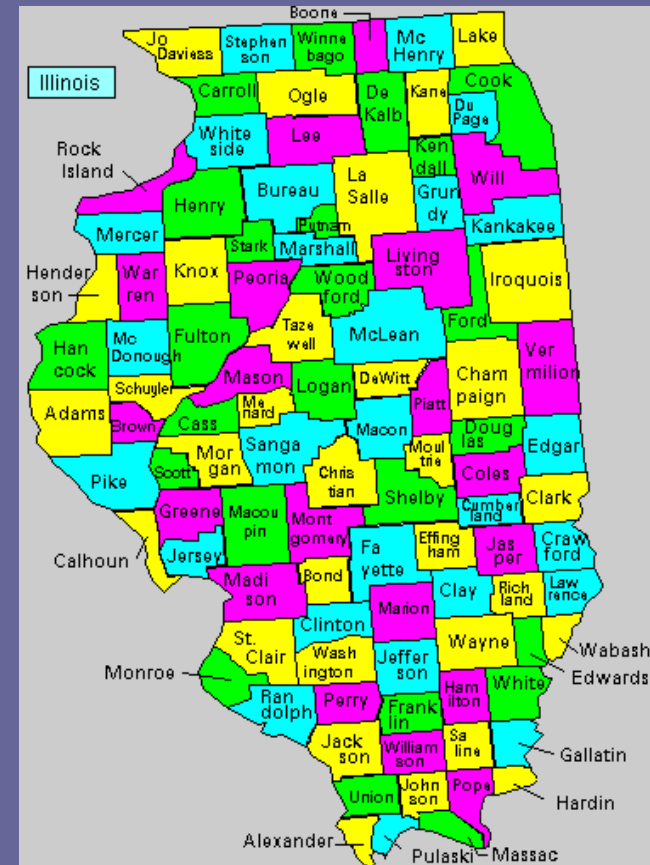 Boone
Jo
Daviess
Stephen
son
Winne
bago
Mc
Henry
Lake
Illinois
Carroll
Ogle
De
Kalb
Kane
Cook
Du
Page
White
side
Lee
Rock
Island
Ken
dall
Will
Henry
Bureau
La
Salle
Grun
dy
Putnam
Kankakee
Mercer
Stark
Marshall
Living
ston
Hender
son
War
ren
Knox
Peoria
Wood
ford
Iroquois
Ford
Han
cock
Mc
Donough
Fulton
Taze
well
McLean
Ver
milion
Schuyler
Mason
Logan
DeWitt
Cham
paign
Adams
Brown
Cass
Me
nard
Piatt
Macon
Doug
las
Edgar
Pike
Scott
Mor
gan
Sanga
mon
Chris
tian
Moul
trie
Coles
Shelby
Cumber
land
Clark
Greene
Macou
pin
Mont
gomery
Calhoun
Jersey
Fa
yette
Effing
ham
Jas
per
Craw
ford
Madi
son
Bond
Clay
Rich
land
Law
rence
Marion
Clinton
St.
Clair
Wash
ington
Wayne
Wabash
Edwards
Monroe
Jeffer
son
Ran
dolph
Perry
Ham
ilton
White
Frank
lin
Jack
son
William
son
Sa
line
Gallatin
Union
John
son
Pope
Hardin
Alexander
Pulaski
Massac